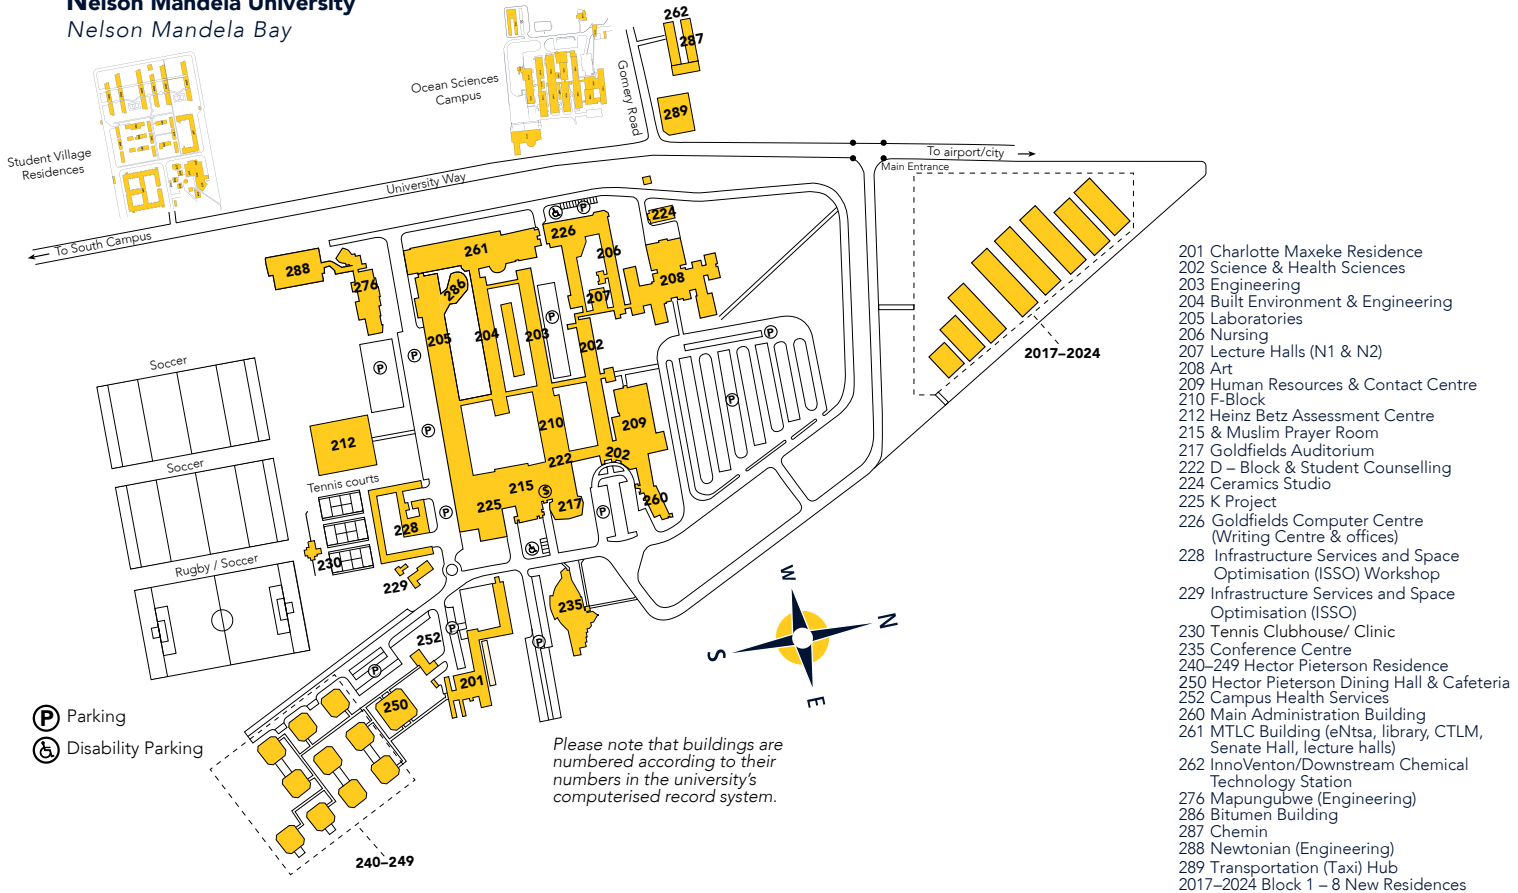 Nelson Mandela University
Nelson Mandela Bay
Student Village
Residences
Ocean Sciences
Campus
Gomery Road
262
287
289
To airport/city
Main Entrance
University Way
To South Campus
288
276
261
286
226
206
224
208
207
205
204
203
202
P
P
P
P
P
P
2017–2024
Soccer
Soccer
Rugby / Soccer
212
Tennis courts
P
210
209
222
202
215
S
217
225
260
228
P
P
230
229
235
252
P
P
P
201
250
240–249
W
N
S
E
P Parking
Disability Parking
Please note that buildings are
numbered according to their
numbers in the university’s
computerised record system.
201 Charlotte Maxeke Residence
202 Science & Health Sciences
203 Engineering
204 Built Environment & Engineering
205 Laboratories
206 Nursing
207 Lecture Halls (N1 & N2)
208 Art
209 Human Resources & Contact Centre
210 F-Block
212 Heinz Betz Assessment Centre
215 & Muslim Prayer Room
217 Goldfields Auditorium
222 D – Block & Student Counselling
224 Ceramics Studio
225 K Project
226 Goldfields Computer Centre
(Writing Centre & offices)
228 Infrastructure Services and Space
Optimisation (ISSO) Workshop
229 Infrastructure Services and Space
Optimisation (ISSO)
230 Tennis Clubhouse/ Clinic
235 Conference Centre
240–249 Hector Pieterson Residence
250 Hector Pieterson Dining Hall & Cafeteria
252 Campus Health Services
260 Main Administration Building
261 MTLC Building (eNtsa, library, CTLM,
Senate Hall, lecture halls)
262 InnoVenton/Downstream Chemical
Technology Station
276 Mapungubwe (Engineering)
286 Bitumen Building
287 Chemin
288 Newtonian (Engineering)
289 Transportation (Taxi) Hub
2017–2024 Block 1 – 8 New Residences